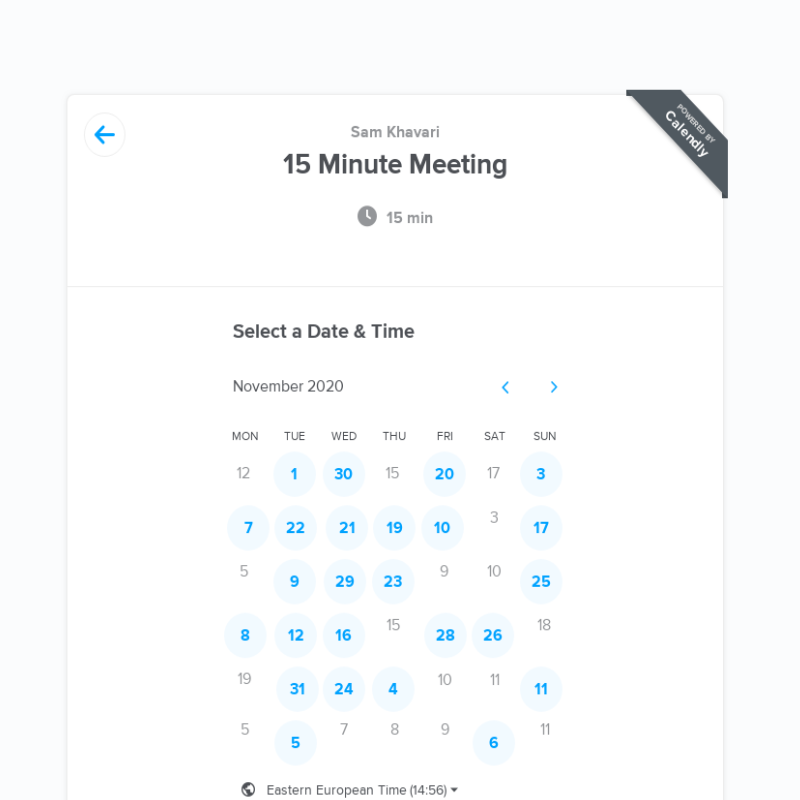 POWERED BY
Calendly
Sam Khavari
15 Minute Meeting
15 min
Select a Date & Time
November 2020
MON TUE WED THU FRI SAT SUN
12 1 30 15 20 17 3
7 22 21 19 10 3 17
5 9 29 23 9 10 25
8 12 16 15 28 26 18
19 31 24 4 10 11 11
5 5 7 8 9 6 11
Eastern European Time (14:56)